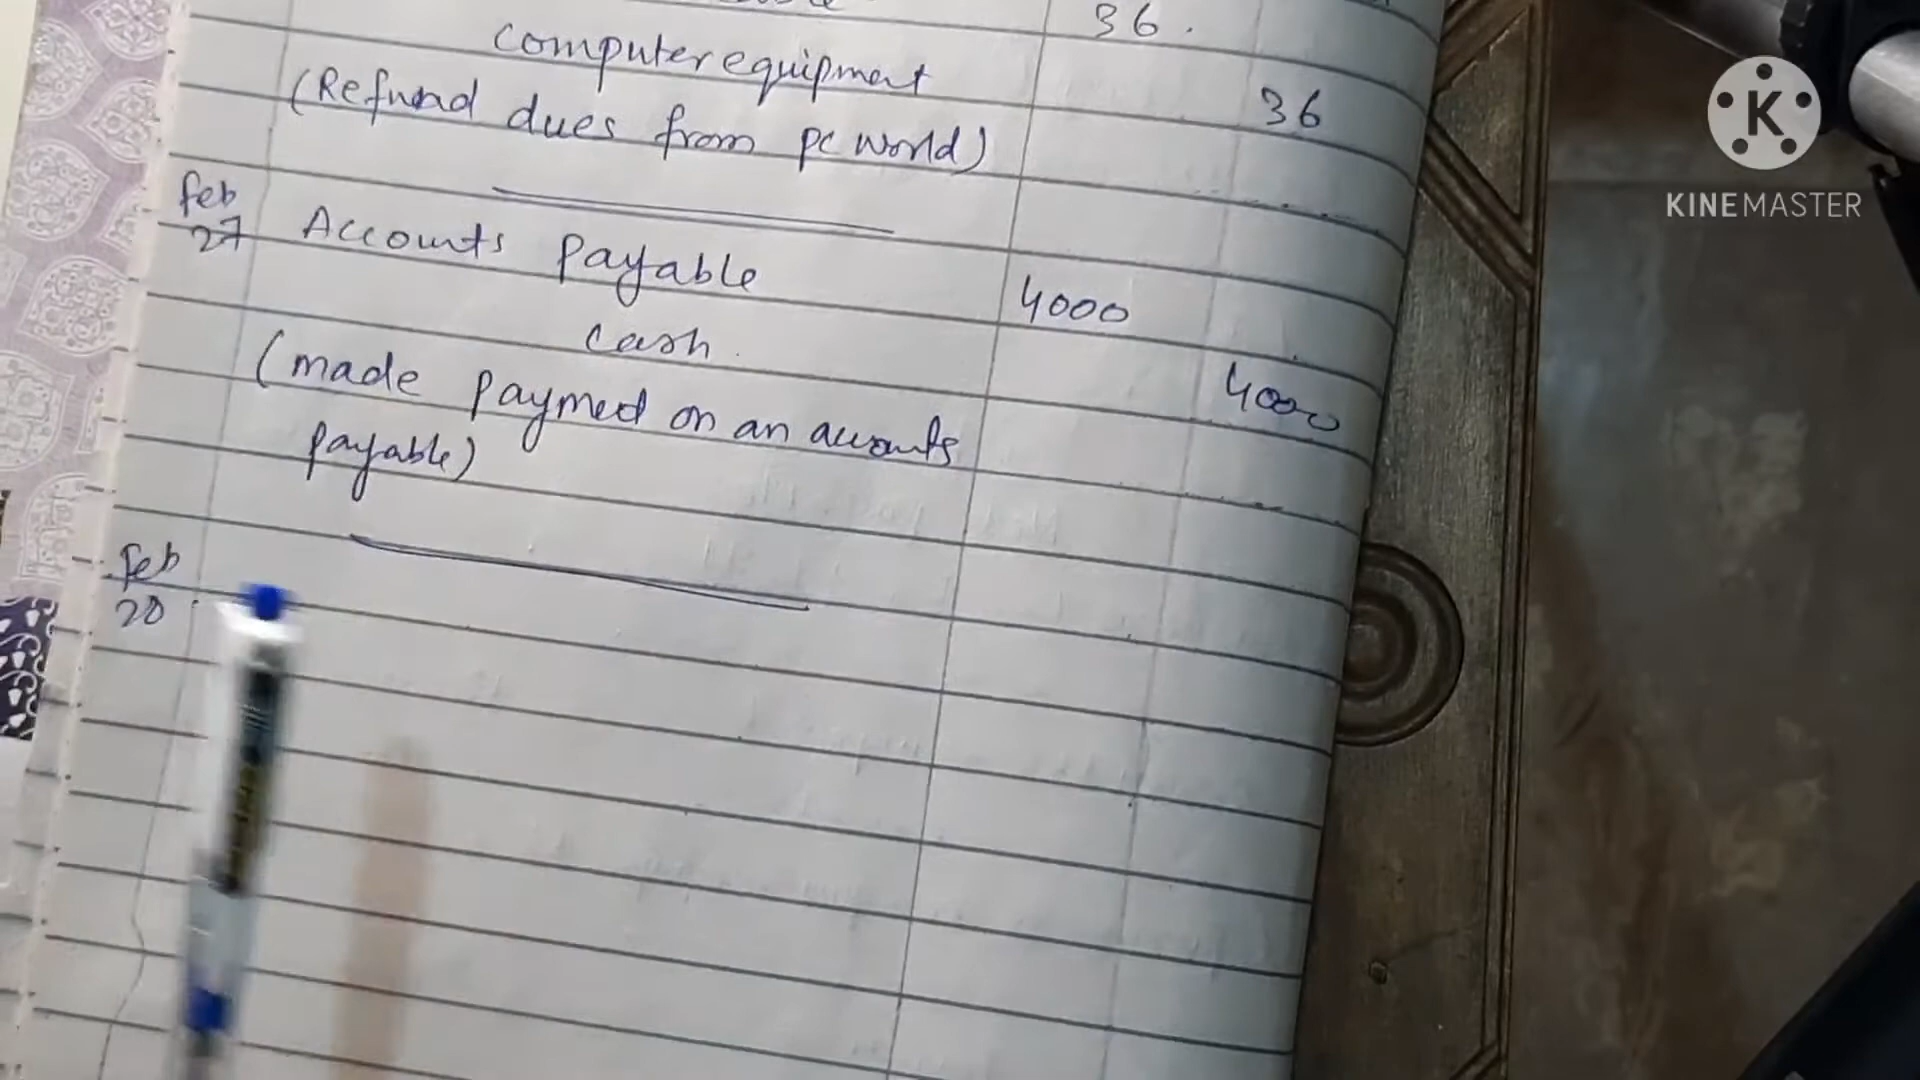 36.
computer equipment
36
(Refund dues from pc world)
feb
27 Accounts payable 4000
cash 4000
(made payment on an accounts
payable)
feb
20
K
KINEMASTER